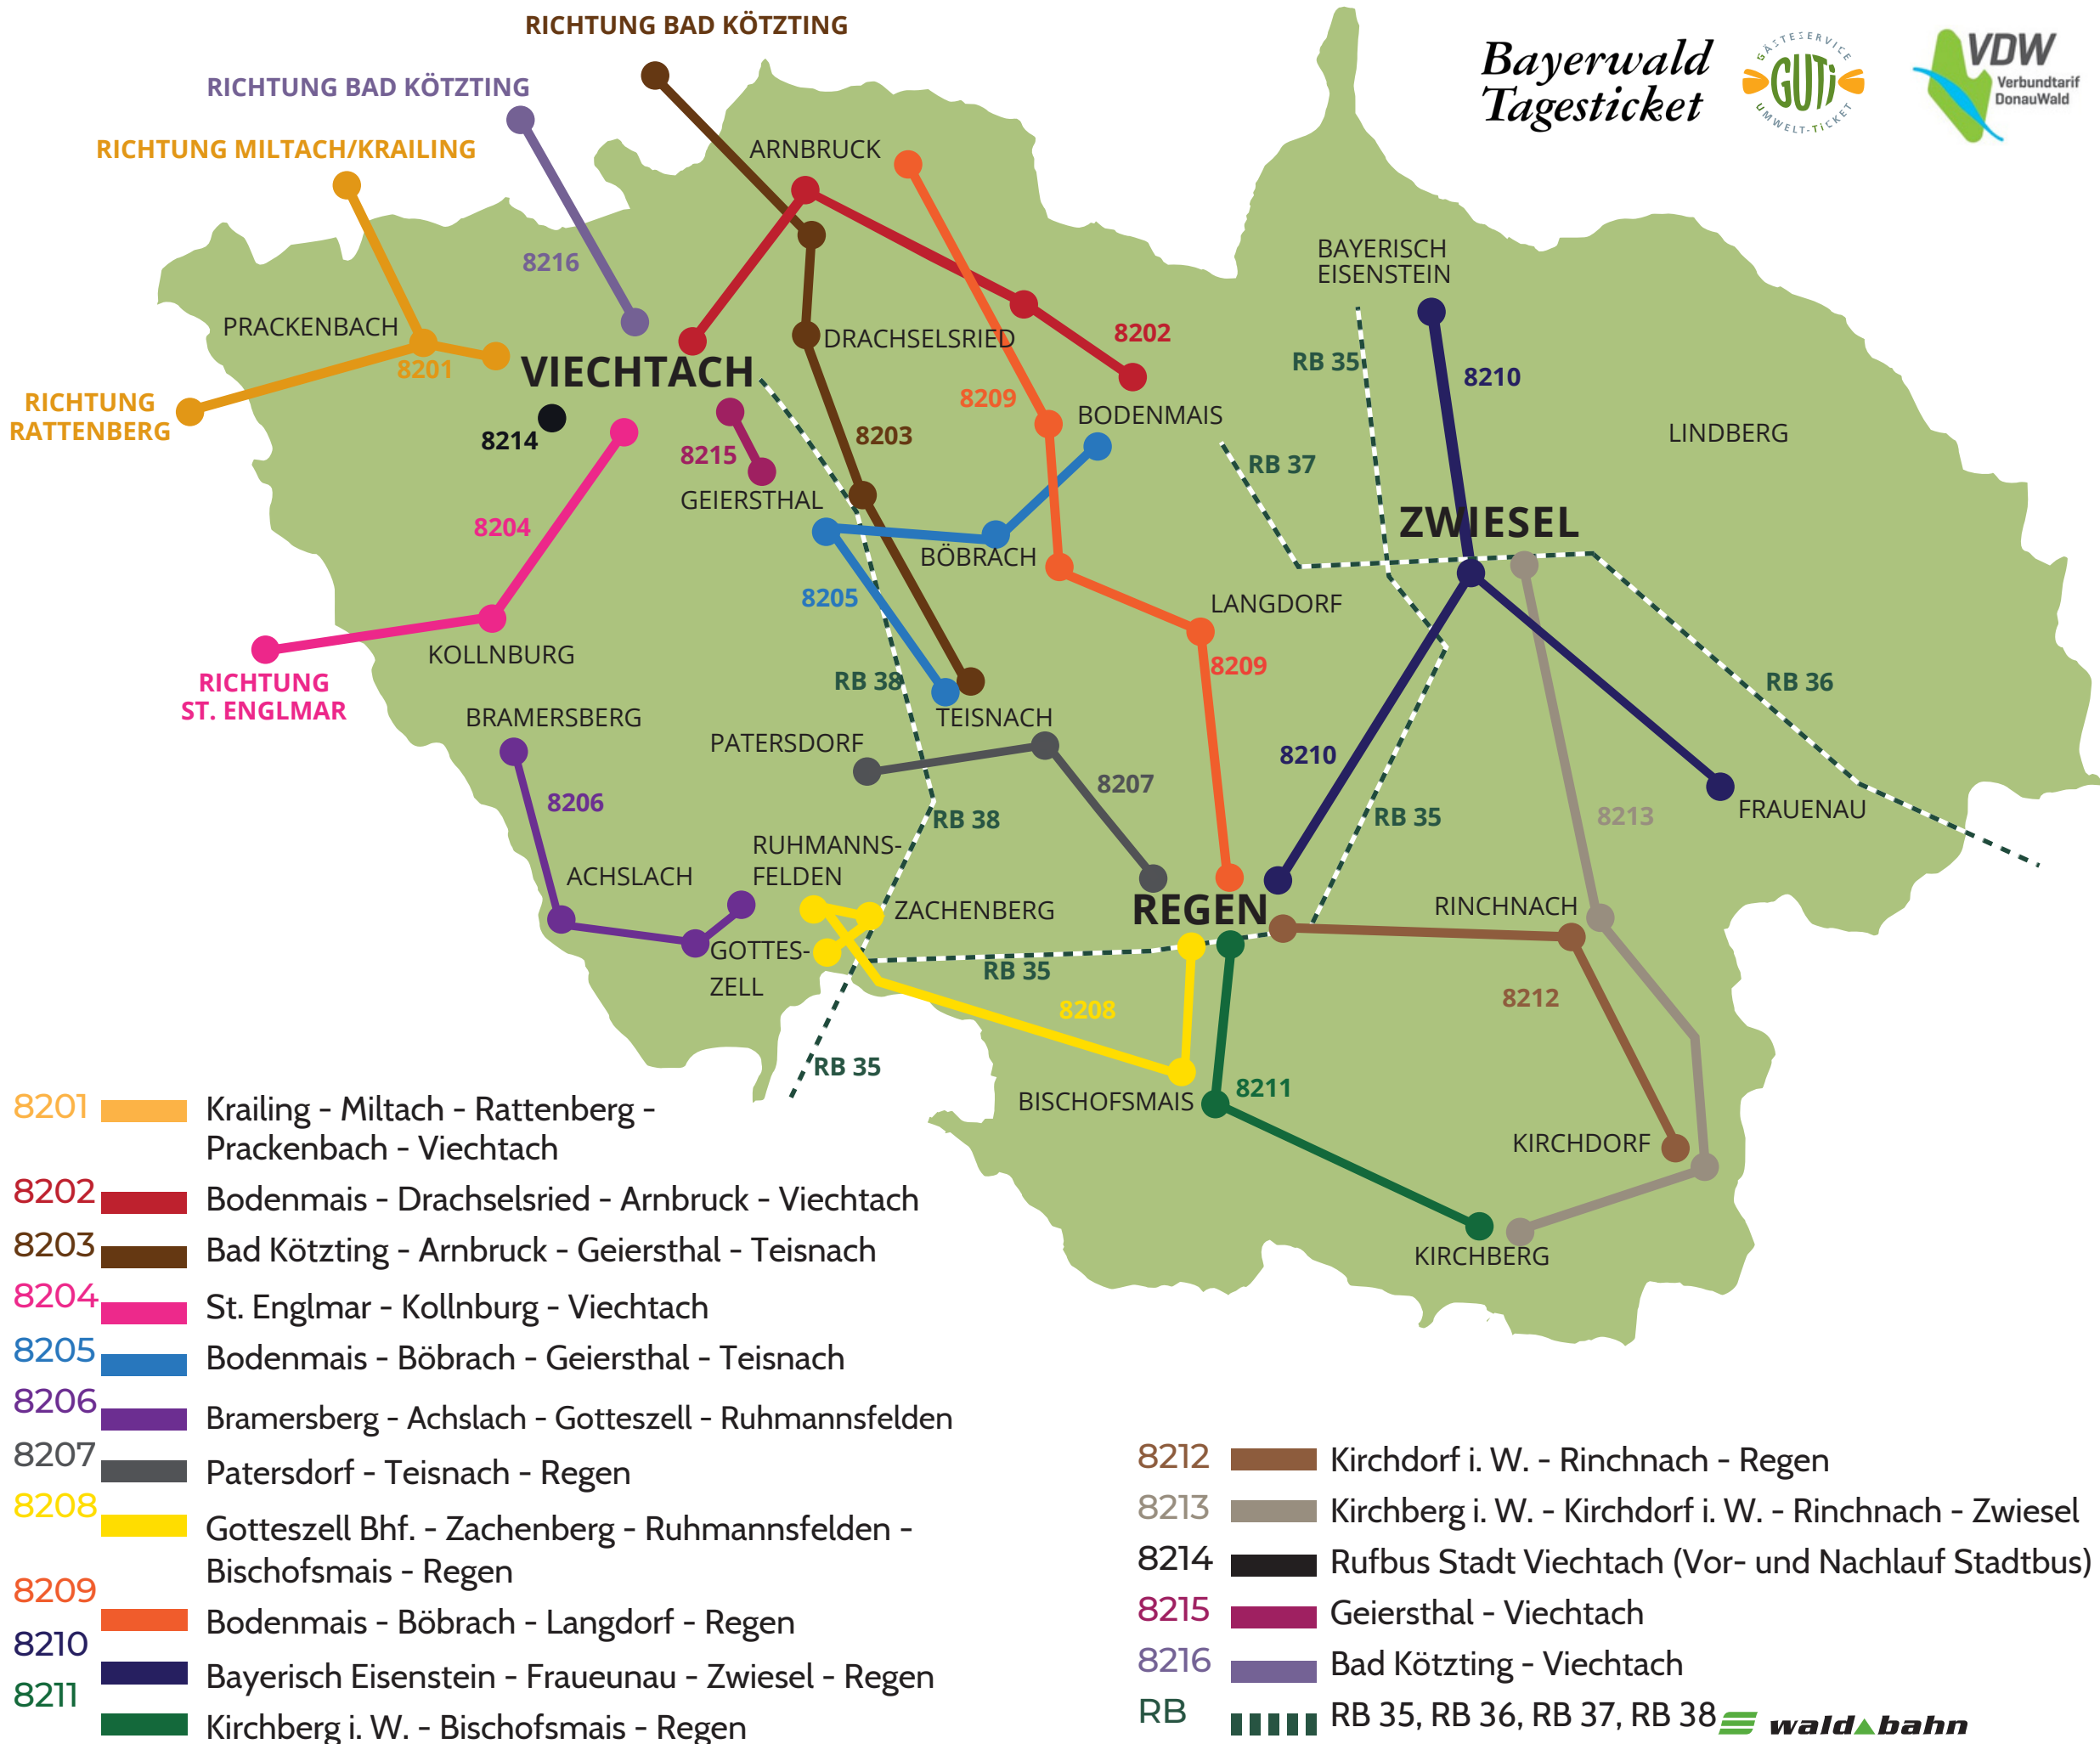 RICHTUNG BAD KÖTZTING
RICHTUNG BAD KÖTZTING
RICHTUNG MILTACH/KRAILING
Bayerwald
Tagesticket
GÄSTESERVICE
GUTi
UMWELT-TiCKET
VDW
Verbundtarif
DonauWald
ARNBRUCK
8216
BAYERISCH
EISENSTEIN
PRACKENBACH
8201
DRACHSELSRIED
8202
RB 35
8210
VIECHTACH
RICHTUNG
RATTENBERG
8214
8215
8203
8209
BODENMAIS
LINDBERG
RB 37
GEIERSTHAL
8204
ZWIESEL
BÖBRACH
8205
LANGDORF
KOLLNBURG
8209
RICHTUNG
ST. ENGLMAR
RB 38
RB 36
BRAMERSBERG
TEISNACH
PATERSDORF
8210
8207
8206
RB 38
RB 35
8213
FRAUENAU
RUHMANNS-
FELDEN
ACHSLACH
ZACHENBERG
REGEN
RINCHNACH
GOTTES-
ZELL
RB 35
8208
8212
RB 35
8211
BISCHOFSMAIS
KIRCHDORF
KIRCHBERG
8201 Krailing - Miltach - Rattenberg -
Prackenbach - Viechtach
8202 Bodenmais - Drachselsried - Arnbruck - Viechtach
8203 Bad Kötzting - Arnbruck - Geiersthal - Teisnach
8204 St. Englmar - Kollnburg - Viechtach
8205 Bodenmais - Böbrach - Geiersthal - Teisnach
8206 Bramersberg - Achslach - Gotteszell - Ruhmannsfelden
8207 Patersdorf - Teisnach - Regen
8208 Gotteszell Bhf. - Zachenberg - Ruhmannsfelden -
Bischofsmais - Regen
8209 Bodenmais - Böbrach - Langdorf - Regen
8210 Bayerisch Eisenstein - Fraueunau - Zwiesel - Regen
8211 Kirchberg i. W. - Bischofsmais - Regen
8212 Kirchdorf i. W. - Rinchnach - Regen
8213 Kirchberg i. W. - Kirchdorf i. W. - Rinchnach - Zwiesel
8214 Rufbus Stadt Viechtach (Vor- und Nachlauf Stadtbus)
8215 Geiersthal - Viechtach
8216 Bad Kötzting - Viechtach
RB RB 35, RB 36, RB 37, RB 38 waldbahn